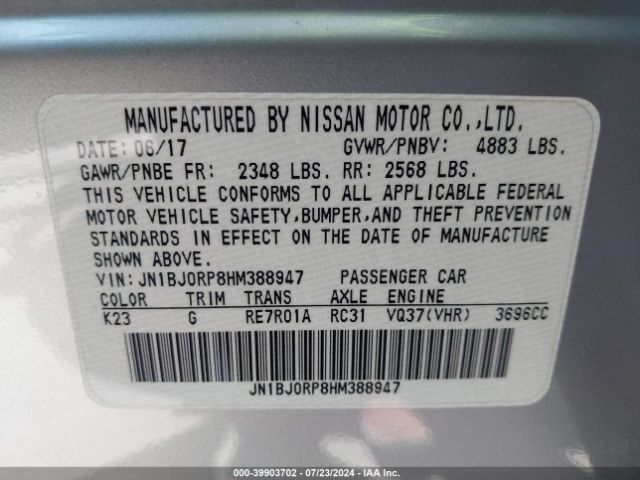 MANUFACTURED BY NISSAN MOTOR CO.,LTD.
DATE: 06/17 GVWR/PNBV: 4883 LBS.
GAWR/PNBE FR: 2348 LBS. RR: 2568 LBS.
THIS VEHICLE CONFORMS TO ALL APPLICABLE FEDERAL
MOTOR VEHICLE SAFETY,BUMPER,AND THEFT PREVENTION
STANDARDS IN EFFECT ON THE DATE OF MANUFACTURE
SHOWN ABOVE.
VIN:JN1BJ0RP8HM388947 PASSENGER CAR
COLOR TRIM TRANS AXLE ENGINE
K23 G RE7R01A RC31 VQ37(VHR) 3696CC
JN1BJ0RP8HM388947
000-39903702 - 07/23/2024 - IAA Inc.